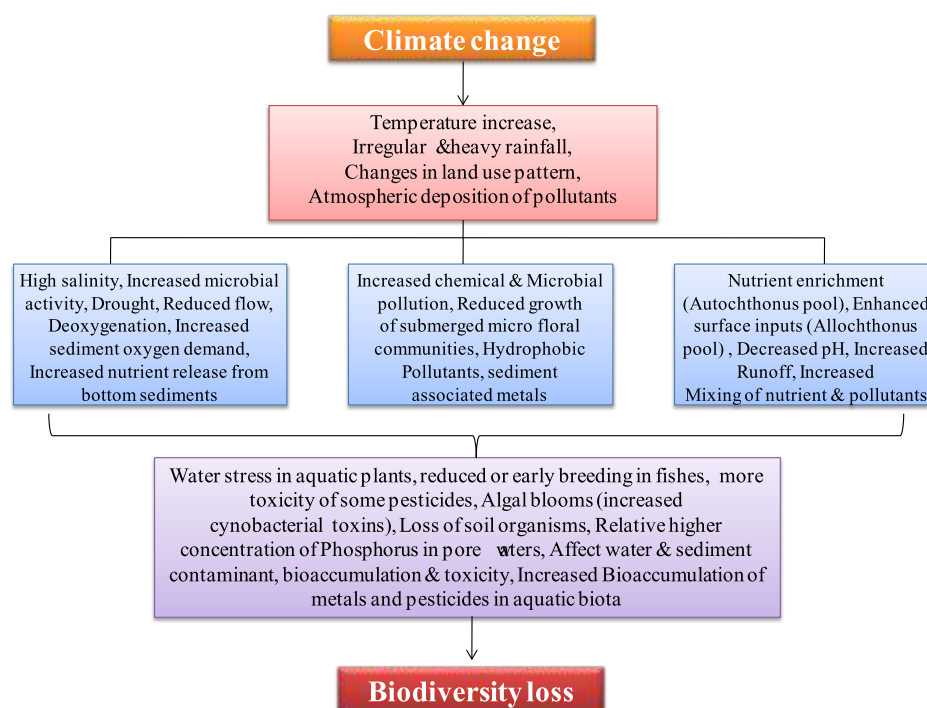 Climate change
Temperature increase,
Irregular &heavy rainfall,
Changes in land use pattern,
Atmospheric deposition of pollutants
High salinity, Increased microbial
activity, Drought, Reduced flow,
Deoxygenation, Increased
sediment oxygen demand,
Increased nutrient release from
bottom sediments
Increased chemical & Microbial
pollution, Reduced growth
of submerged micro floral
communities, Hydrophobic
Pollutants, sediment
associated metals
Nutrient enrichment
(Autochthonus pool), Enhanced
surface inputs (Allochthonus
pool) , Decreased pH, Increased
Runoff, Increased
Mixing of nutrient & pollutants
Water stress in aquatic plants, reduced or early breeding in fishes, more
toxicity of some pesticides, Algal blooms (increased
cynobacterial toxins), Loss of soil organisms, Relative higher
concentration of Phosphorus in pore waters, Affect water & sediment
contaminant, bioaccumulation & toxicity, Increased Bioaccumulation of
metals and pesticides in aquatic biota
Biodiversity loss